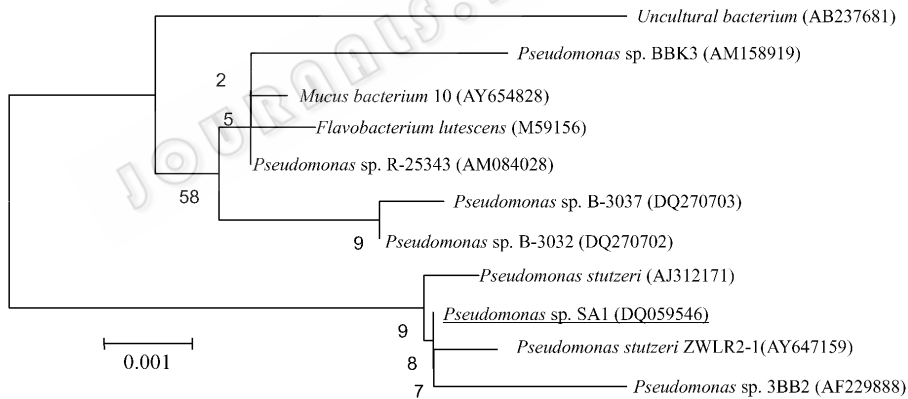 Uncultural bacterium (AB237681)
Pseudomonas sp. BBK3 (AM158919)
2
Mucus bacterium 10 (AY654828)
5
Flavobacterium lutescens (M59156)
Pseudomonas sp. R-25343 (AM084028)
58
Pseudomonas sp. B-3037 (DQ270703)
9
Pseudomonas sp. B-3032 (DQ270702)
Pseudomonas stutzeri (AJ312171)
Pseudomonas sp. SA1 (DQ059546)
9
Pseudomonas stutzeri ZWLR2-1(AY647159)
8
0.001
7
Pseudomonas sp. 3BB2 (AF229888)
JOURNALS.